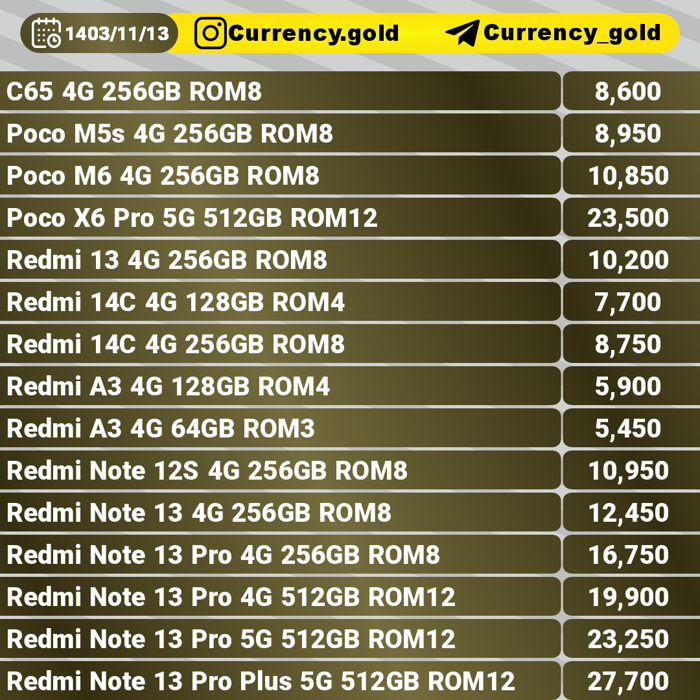 1403/11/13 Currency.gold Currency_gold
C65 4G 256GB ROM8 8,600
Poco M5s 4G 256GB ROM8 8,950
Poco M6 4G 256GB ROM8 10,850
Poco X6 Pro 5G 512GB ROM12 23,500
Redmi 13 4G 256GB ROM8 10,200
Redmi 14C 4G 128GB ROM4 7,700
Redmi 14C 4G 256GB ROM8 8,750
Redmi A3 4G 128GB ROM4 5,900
Redmi A3 4G 64GB ROM3 5,450
Redmi Note 12S 4G 256GB ROM8 10,950
Redmi Note 13 4G 256GB ROM8 12,450
Redmi Note 13 Pro 4G 256GB ROM8 16,750
Redmi Note 13 Pro 4G 512GB ROM12 19,900
Redmi Note 13 Pro 5G 512GB ROM12 23,250
Redmi Note 13 Pro Plus 5G 512GB ROM12 27,700